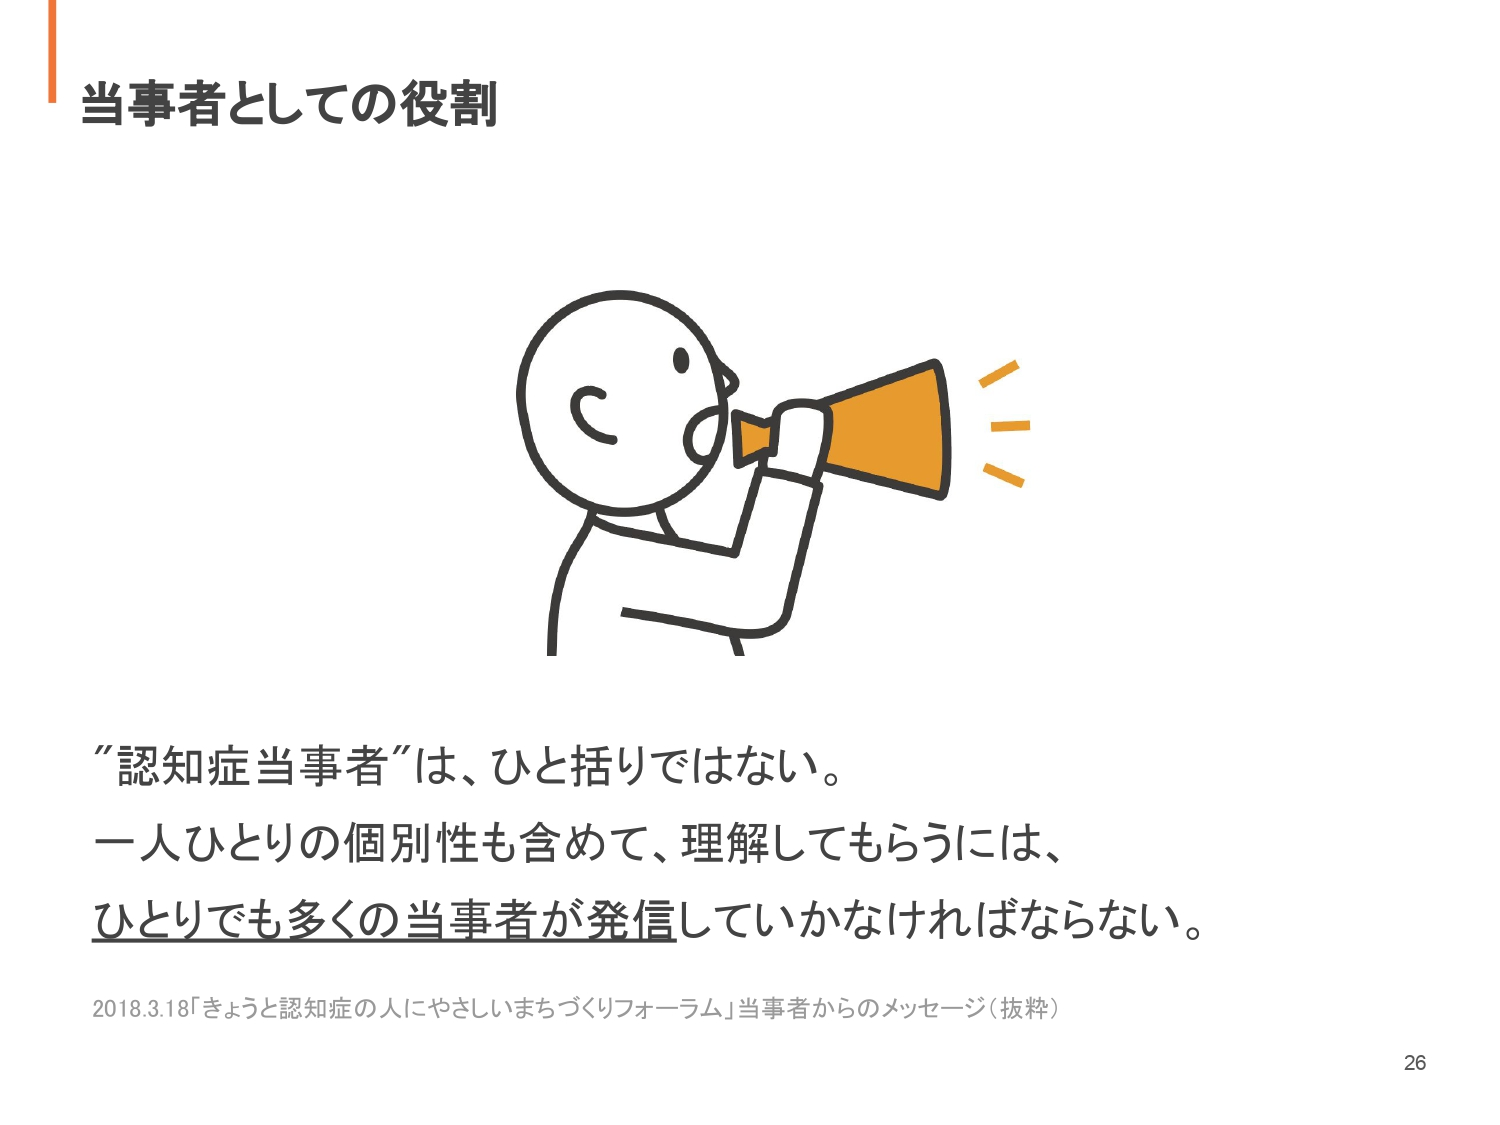 当事者としての役割
″認知症当事者″は、ひと括りではない。
一人ひとりの個別性も含めて、理解してもらうには、
ひとりでも多くの当事者が発信していかなければならない。
2018.3.18「きょうと認知症の人にやさしいまちづくりフォーラム」当事者からのメッセージ（抜粋）
26